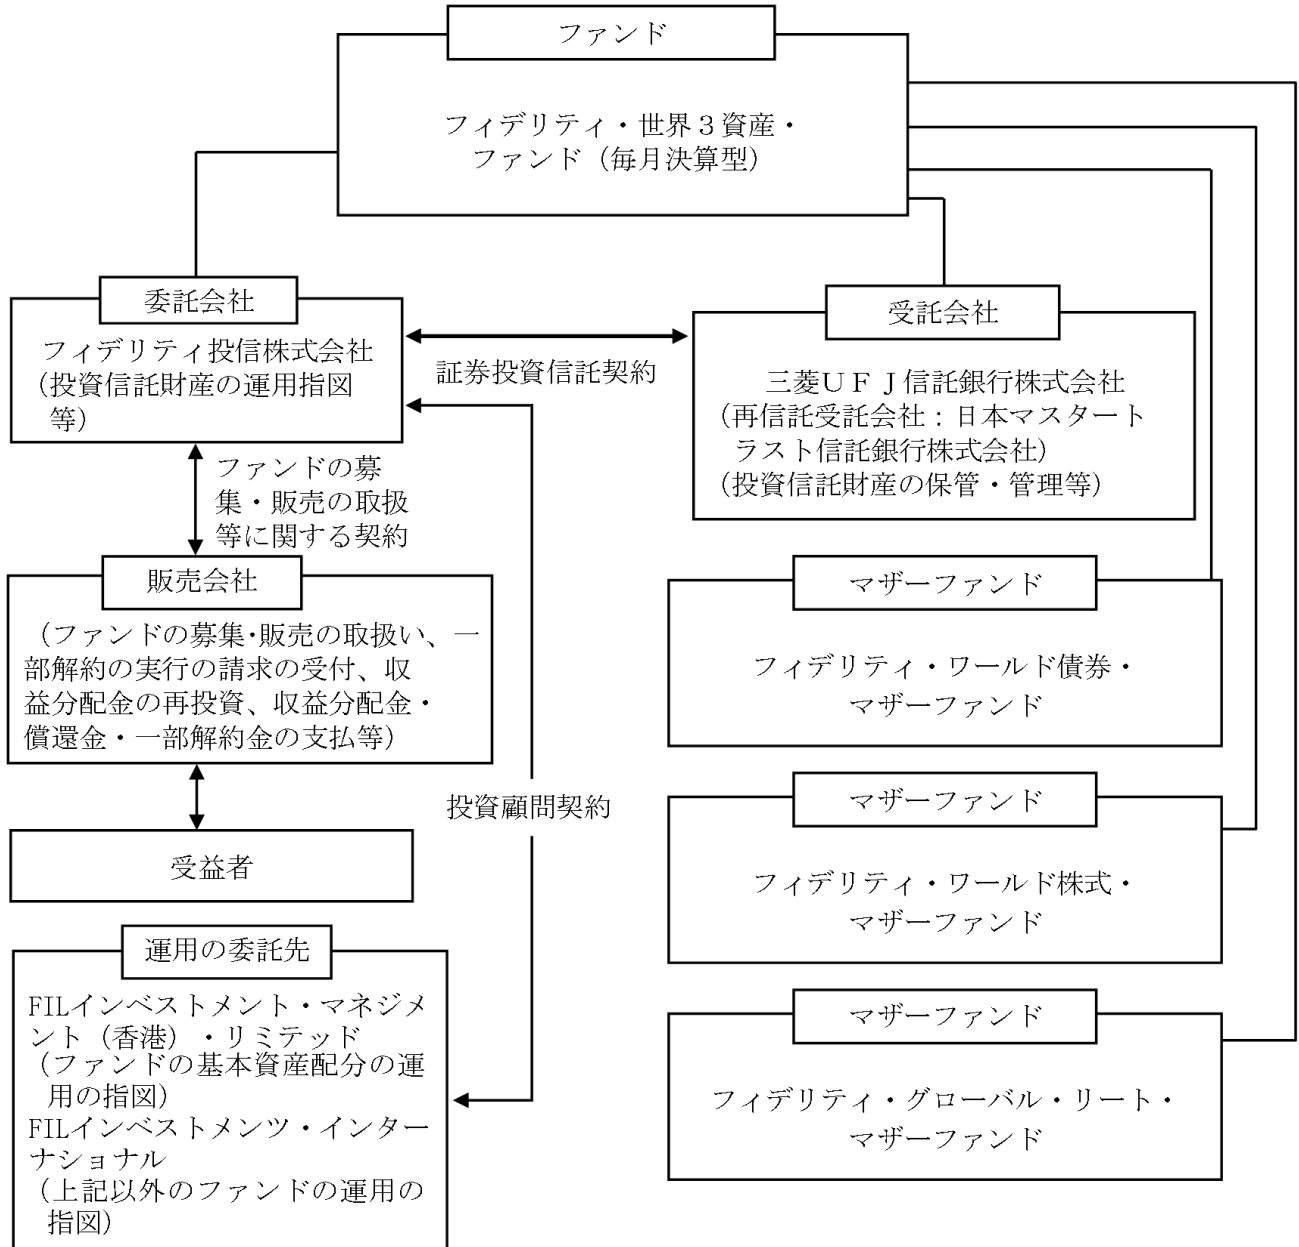 ファンド
フィデリティ・世界３資産・
ファンド（毎月決算型）
委託会社
フィデリティ投信株式会社
（投資信託財産の運用指図
等）
証券投資信託契約
受託会社
三菱ＵＦＪ信託銀行株式会社
（再信託受託会社：日本マスタート
ラスト信託銀行株式会社）
（投資信託財産の保管・管理等）
ファンドの募
集・販売の取扱
等に関する契約
販売会社
（ファンドの募集･販売の取扱い、一
部解約の実行の請求の受付、収
益分配金の再投資、収益分配金・
償還金・一部解約金の支払等）
投資顧問契約
受益者
運用の委託先
FILインベストメント・マネジメ
ント（香港）・リミテッド
（ファンドの基本資産配分の運
用の指図）
FILインベストメンツ・インター
ナショナル
（上記以外のファンドの運用の
指図）
マザーファンド
フィデリティ・ワールド債券・
マザーファンド
マザーファンド
フィデリティ・ワールド株式・
マザーファンド
マザーファンド
フィデリティ・グローバル・リート・
マザーファンド